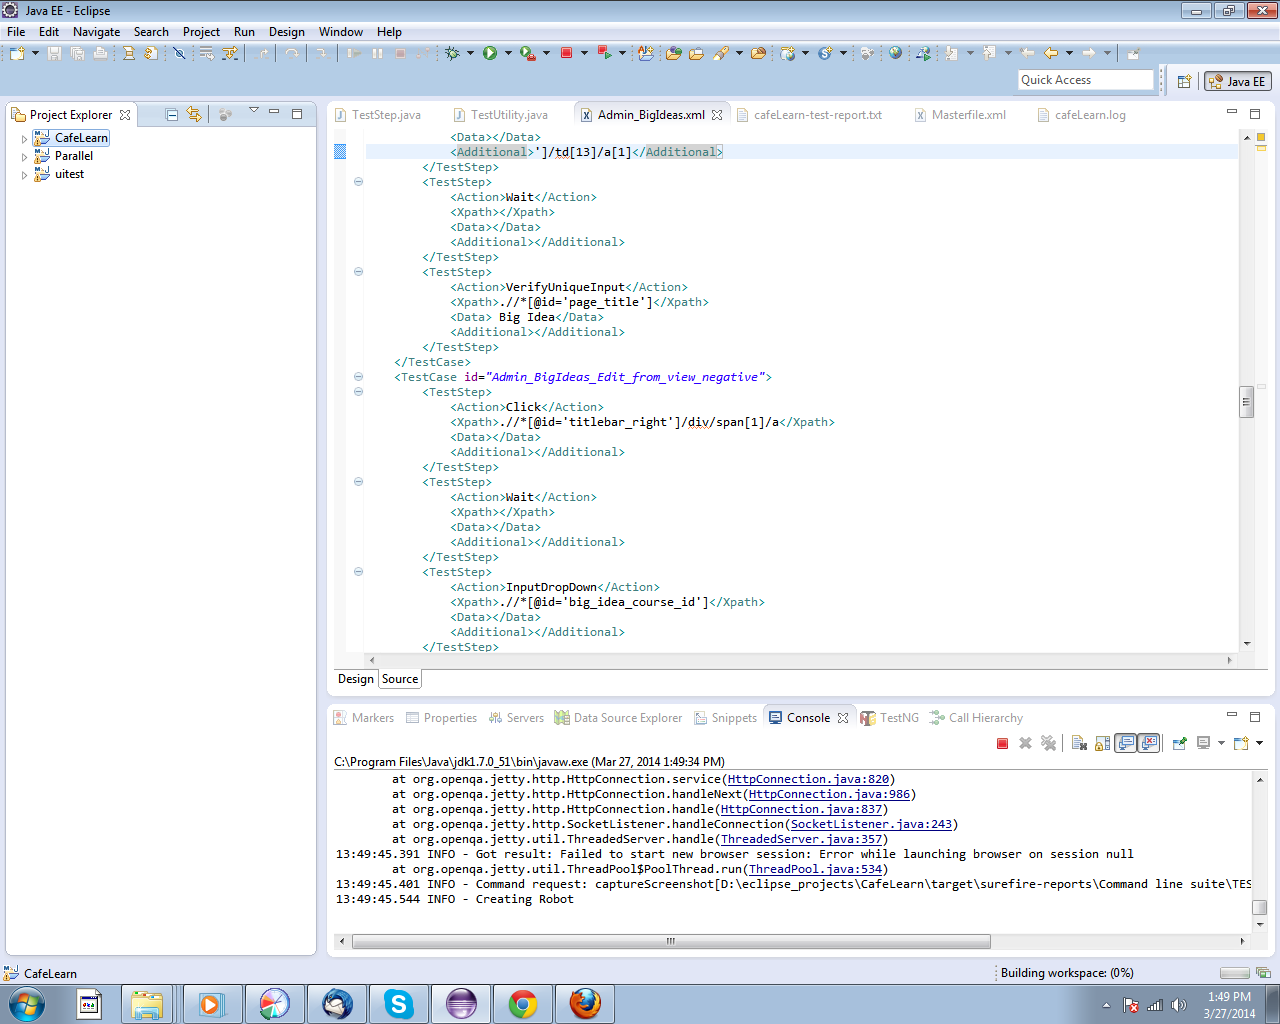 Java EE - Eclipse
File Edit Navigate Search Project Run Design Window Help
Quick Access
Java EE
Project Explorer
TestStep.java TestUtility.java Admin_BigIdeas.xml cafeLearn-test-report.txt Masterfile.xml cafeLearn.log
CafeLearn
Parallel
uitest
<Data></Data>
<Additional>']/td[13]/a[1]</Additional>
</TestStep>
<TestStep>
<Action>Wait</Action>
<Xpath></Xpath>
<Data></Data>
<Additional></Additional>
</TestStep>
<TestStep>
<Action>VerifyUniqueInput</Action>
<Xpath>.//*[@id='page_title']</Xpath>
<Data> Big Idea</Data>
<Additional></Additional>
</TestStep>
</TestCase>
<TestCase id="Admin_BigIdeas_Edit_from_view_negative">
<TestStep>
<Action>Click</Action>
<Xpath>.//*[@id='titlebar_right']/div/span[1]/a</Xpath>
<Data></Data>
<Additional></Additional>
</TestStep>
<TestStep>
<Action>Wait</Action>
<Xpath></Xpath>
<Data></Data>
<Additional></Additional>
</TestStep>
<TestStep>
<Action>InputDropDown</Action>
<Xpath>.//*[@id='big_idea_course_id']</Xpath>
<Data></Data>
<Additional></Additional>
</TestStep>
Design Source
Markers Properties Servers Data Source Explorer Snippets Console TestNG Call Hierarchy
C:\Program Files\Java\jdk1.7.0_51\bin\javaw.exe (Mar 27, 2014 1:49:34 PM)
at org.openqa.jetty.http.HttpConnection.service(HttpConnection.java:820)
at org.openqa.jetty.http.HttpConnection.handleNext(HttpConnection.java:986)
at org.openqa.jetty.http.HttpConnection.handle(HttpConnection.java:837)
at org.openqa.jetty.http.SocketListener.handleConnection(SocketListener.java:243)
at org.openqa.jetty.util.ThreadedServer.handle(ThreadedServer.java:357)
13:49:45.391 INFO - Got result: Failed to start new browser session: Error while launching browser on session null
at org.openqa.jetty.util.ThreadPool$PoolThread.run(ThreadPool.java:534)
13:49:45.401 INFO - Command request: captureScreenshot[D:\eclipse_projects\CafeLearn\target\surefire-reports\Command line suite\TES
13:49:45.544 INFO - Creating Robot
CafeLearn
Building workspace: (0%)
1:49 PM
3/27/2014